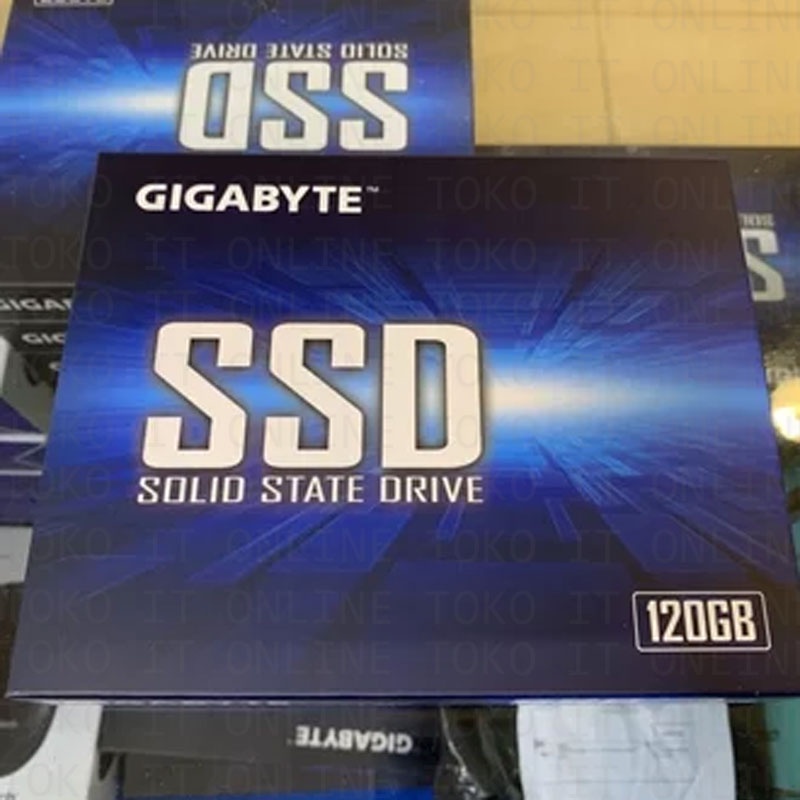 SOLID STATE DRIVE
SSD
GIGABYTE™
SSD
SOLID STATE DRIVE
120GB
GIGABYTE
TOKO IT ONLINE